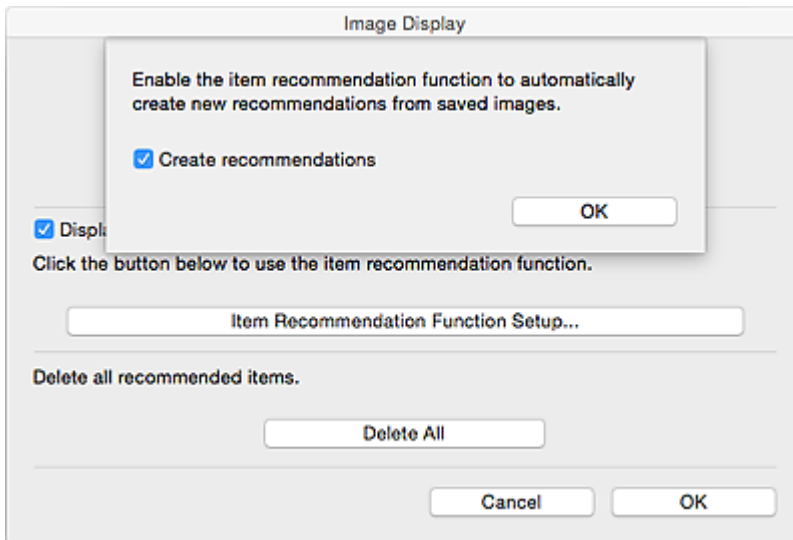 Image Display
Enable the item recommendation function to automatically
create new recommendations from saved images.
Create recommendations
OK
Click the button below to use the item recommendation function.
Item Recommendation Function Setup...
Delete all recommended items.
Delete All
Cancel
OK